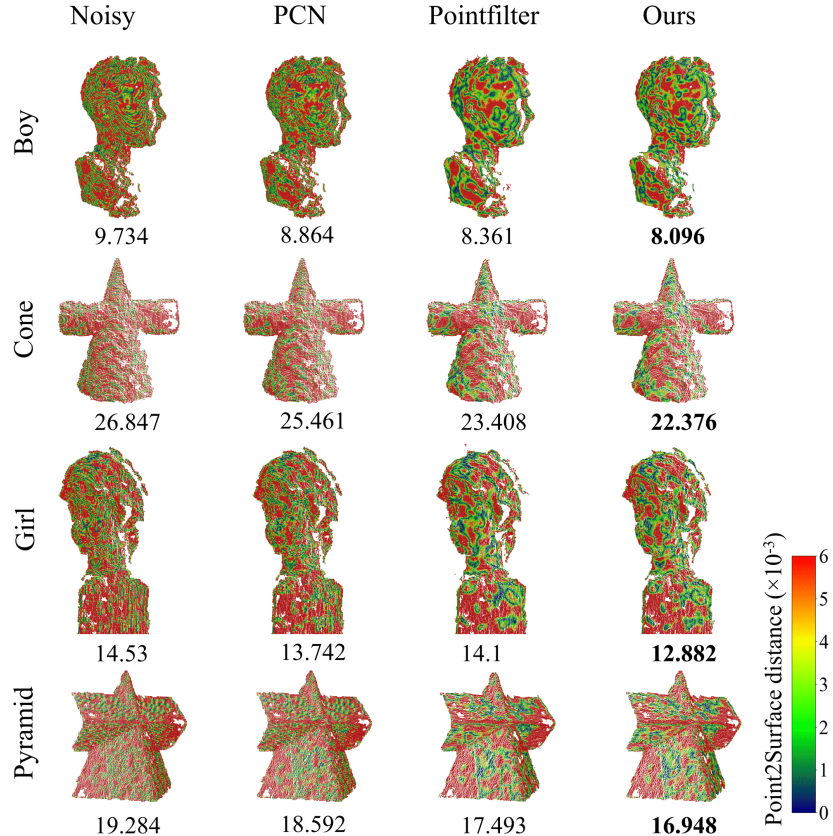 Noisy PCN Pointfilter Ours
Boy
9.734 8.864 8.361 8.096
Cone
26.847 25.461 23.408 22.376
Girl
14.53 13.742 14.1 12.882
Pyramid
19.284 18.592 17.493 16.948
Point2Surface distance (×10⁻³)
6
5
4
3
2
1
0